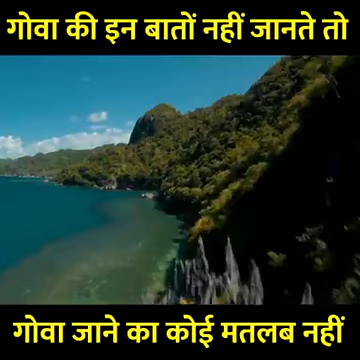 गोवा की इन बातों नहीं जानते तो
गोवा जाने का कोई मतलब नहीं